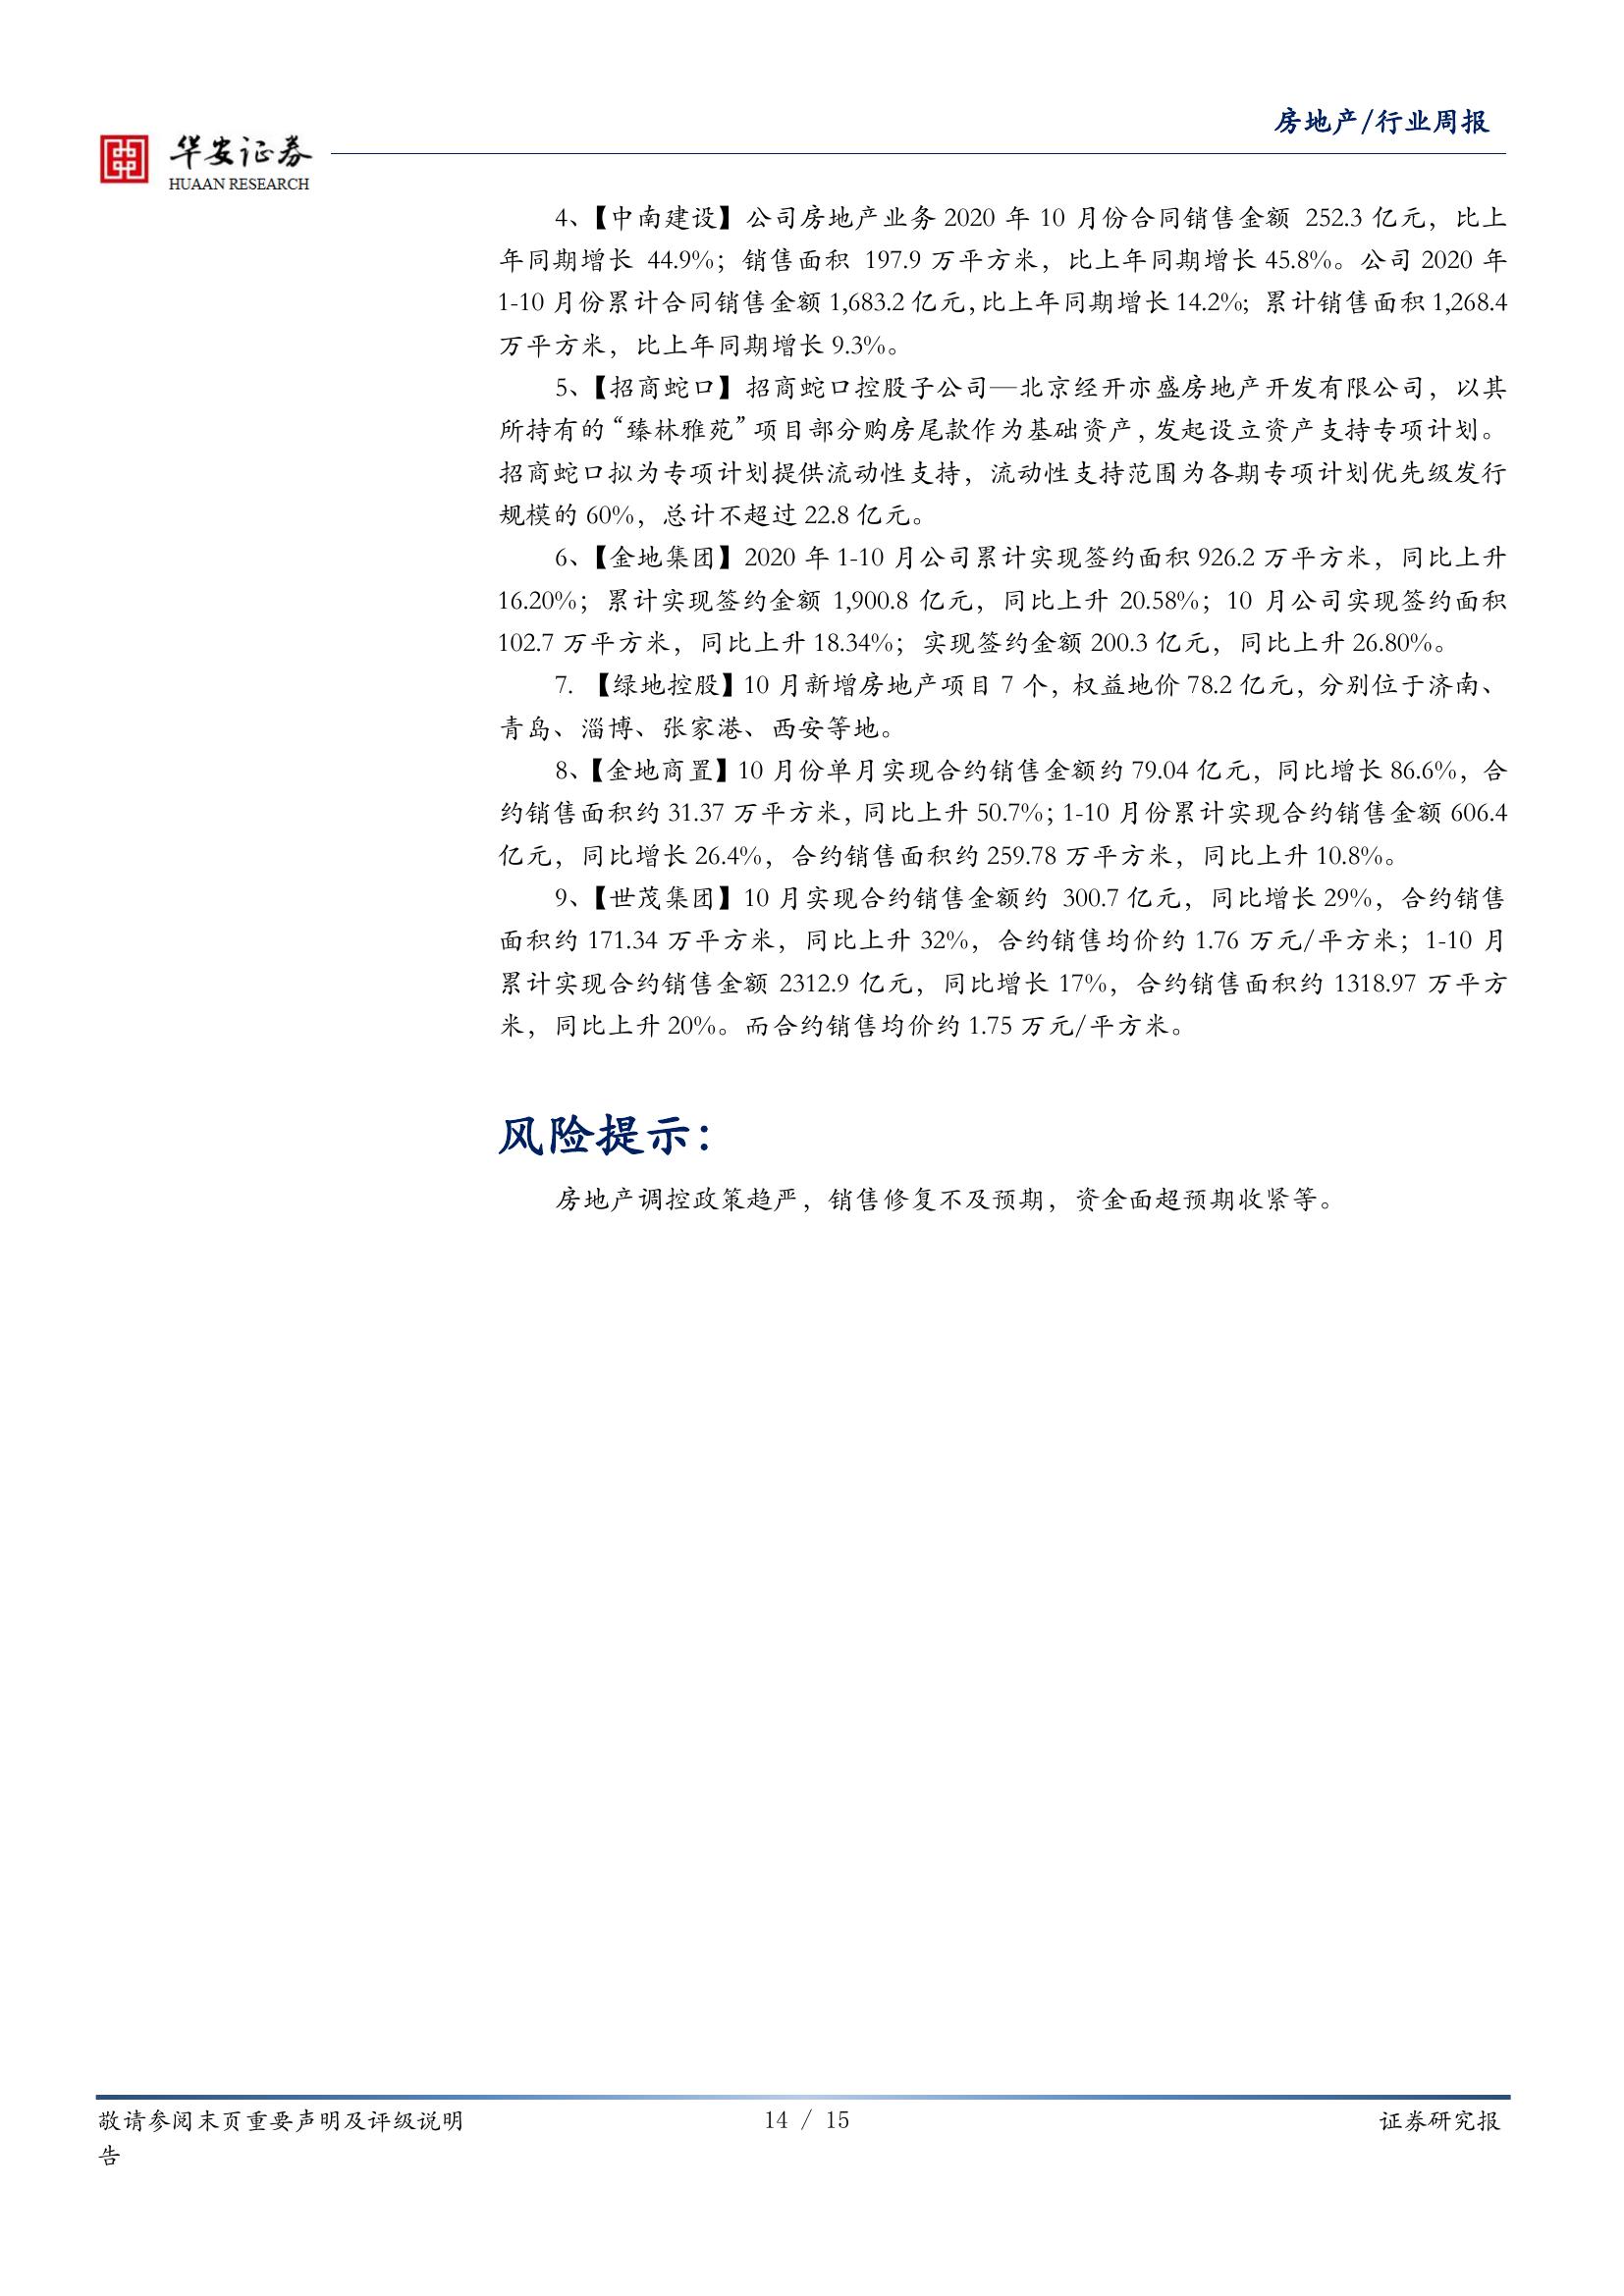 房地产/行业周报
华安证券
HUAAN RESEARCH
4、【中南建设】公司房地产业务 2020 年 10 月份合同销售金额 252.3 亿元，比上
年同期增长 44.9%；销售面积 197.9 万平方米，比上年同期增长 45.8%。公司 2020 年
1-10 月份累计合同销售金额 1,683.2 亿元，比上年同期增长 14.2%；累计销售面积 1,268.4
万平方米，比上年同期增长 9.3%。
5、【招商蛇口】招商蛇口控股子公司—北京经开亦盛房地产开发有限公司，以其
所持有的“臻林雅苑”项目部分购房尾款作为基础资产，发起设立资产支持专项计划。
招商蛇口拟为专项计划提供流动性支持，流动性支持范围为各期专项计划优先级发行
规模的 60%，总计不超过 22.8 亿元。
6、【金地集团】2020 年 1-10 月公司累计实现签约面积 926.2 万平方米，同比上升
16.20%；累计实现签约金额 1,900.8 亿元，同比上升 20.58%；10 月公司实现签约面积
102.7 万平方米，同比上升 18.34%；实现签约金额 200.3 亿元，同比上升 26.80%。
7. 【绿地控股】10 月新增房地产项目 7 个，权益地价 78.2 亿元，分别位于济南、
青岛、淄博、张家港、西安等地。
8、【金地商置】10 月份单月实现合约销售金额约 79.04 亿元，同比增长 86.6%，合
约销售面积约 31.37 万平方米，同比上升 50.7%；1-10 月份累计实现合约销售金额 606.4
亿元，同比增长 26.4%，合约销售面积约 259.78 万平方米，同比上升 10.8%。
9、【世茂集团】10 月实现合约销售金额约 300.7 亿元，同比增长 29%，合约销售
面积约 171.34 万平方米，同比上升 32%，合约销售均价约 1.76 万元/平方米；1-10 月
累计实现合约销售金额 2312.9 亿元，同比增长 17%，合约销售面积约 1318.97 万平方
米，同比上升 20%。而合约销售均价约 1.75 万元/平方米。
风险提示：
房地产调控政策趋严，销售修复不及预期，资金面超预期收紧等。
敬请参阅末页重要声明及评级说明 14 / 15 证券研究报
告